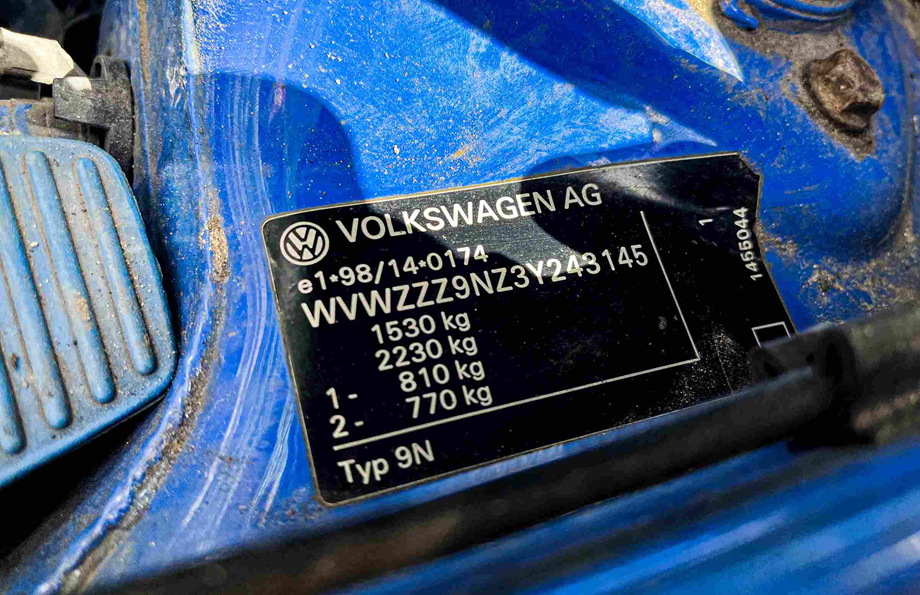 VOLKSWAGEN AG
e1*98/14*0174
WVWZZZ9NZ3Y243145
1530 kg
2230 kg
1- 810 kg
2- 770 kg
Typ 9N
1
1455044